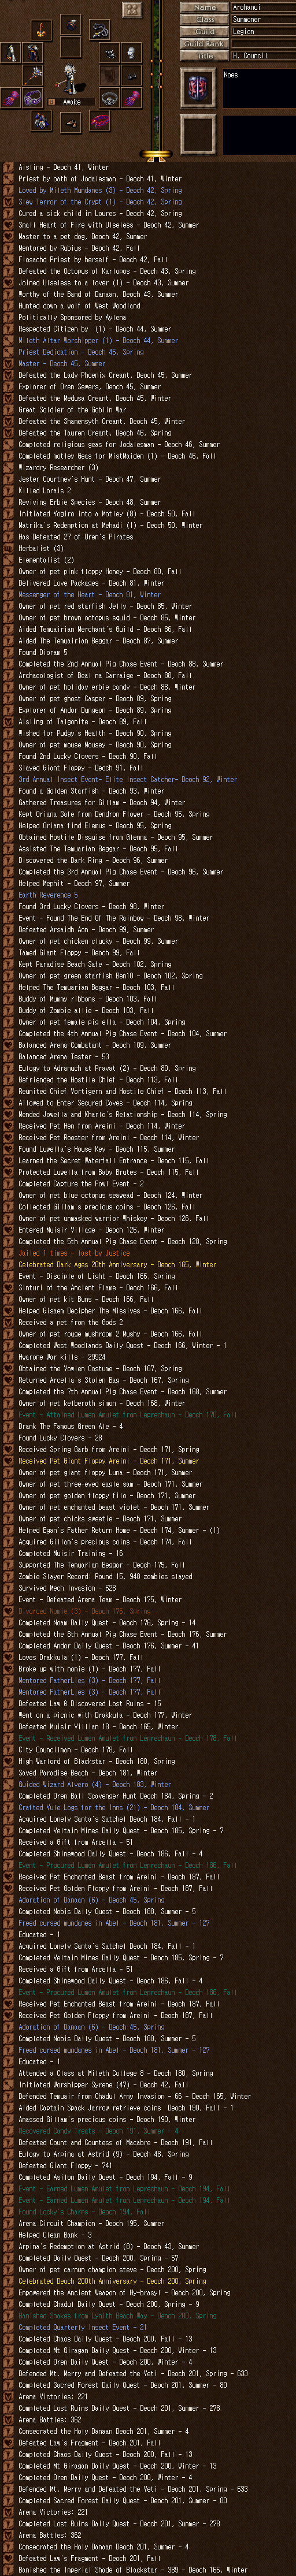 Name Arohanui
Class Summoner
Guild Legion
Guild Rank
Title H. Council
Noes
Awake
Aisling - Deoch 41, Winter
Priest by oath of Jodalesman - Deoch 41, Winter
Loved by Mileth Mundanes (3) - Deoch 42, Spring
Slew Terror of the Crypt (1) - Deoch 42, Spring
Cured a sick child in Loures - Deoch 42, Spring
Small Heart of Fire with Ulseless - Deoch 42, Summer
Master to a pet dog, Deoch 42, Summer
Mentored by Rubius - Deoch 42, Fall
Fiosachd Priest by herself - Deoch 42, Fall
Defeated the Octopus of Karlopos - Deoch 43, Spring
Joined Ulseless to a lover (1) - Deoch 43, Summer
Worthy of the Band of Danaan, Deoch 43, Summer
Hunted down a wolf of West Woodland
Politically Sponsored by Aylena
Respected Citizen by (1) - Deoch 44, Summer
Mileth Altar Worshipper (1) - Deoch 44, Summer
Priest Dedication - Deoch 45, Spring
Master - Deoch 45, Summer
Defeated the Lady Phoenix Creant, Deoch 45, Summer
Explorer of Oren Sewers, Deoch 45, Summer
Defeated the Medusa Creant, Deoch 45, Winter
Great Soldier of the Goblin War
Defeated the Shamensyth Creant, Deoch 45, Winter
Defeated the Tauren Creant, Deoch 46, Spring
Completed religious geas for Jodalesman - Deoch 46, Summer
Completed motley Geas for MistMaiden (1) - Deoch 46, Fall
Wizardry Researcher (3)
Jester Courtney's Hunt - Deoch 47, Summer
Killed Lorais 2
Reviving Erbie Species - Deoch 48, Summer
Initiated Yogiro into a Motley (8) - Deoch 50, Fall
Matrika's Redemption at Mehadi (1) - Deoch 50, Winter
Has Defeated 27 of Oren's Pirates
Herbalist (3)
Elementalist (2)
Owner of pet pink floppy Honey - Deoch 80, Fall
Delivered Love Packages - Deoch 81, Winter
Messenger of the Heart - Deoch 81, Winter
Owner of pet red starfish Jelly - Deoch 85, Winter
Owner of pet brown octopus squid - Deoch 85, Winter
Aided Temuairian Merchant's Guild - Deoch 86, Fall
Aided The Temuairian Beggar - Deoch 87, Summer
Found Dioram 5
Completed the 2nd Annual Pig Chase Event - Deoch 88, Summer
Archaeologist of Beal na Carraige - Deoch 88, Fall
Owner of pet holiday erbie candy - Deoch 88, Winter
Owner of pet ghost Casper - Deoch 89, Spring
Explorer of Andor Dungeon - Deoch 89, Spring
Aisling of Talgonite - Deoch 89, Fall
Wished for Pudgy's Health - Deoch 90, Spring
Owner of pet mouse Mousey - Deoch 90, Spring
Found 2nd Lucky Clovers - Deoch 90, Fall
Slayed Giant Floppy - Deoch 91, Fall
3rd Annual Insect Event- Elite Insect Catcher- Deoch 92, Winter
Found a Golden Starfish - Deoch 93, Winter
Gathered Treasures for Gillam - Deoch 94, Winter
Kept Oriana Safe from Dendron Flower - Deoch 95, Spring
Helped Oriana find Elemus - Deoch 95, Spring
Obtained Hostile Disguise from Glenna - Deoch 95, Summer
Assisted The Temuarian Beggar - Deoch 95, Fall
Discovered the Dark Ring - Deoch 96, Summer
Completed the 3rd Annual Pig Chase Event - Deoch 96, Summer
Helped Mephit - Deoch 97, Summer
Earth Reverence 5
Found 3rd Lucky Clovers - Deoch 98, Winter
Event - Found The End Of The Rainbow - Deoch 98, Winter
Defeated Arsaidh Aon - Deoch 99, Summer
Owner of pet chicken clucky - Deoch 99, Summer
Tamed Giant Floppy - Deoch 99, Fall
Kept Paradise Beach Safe - Deoch 102, Spring
Owner of pet green starfish Ben10 - Deoch 102, Spring
Helped The Temuarian Beggar - Deoch 103, Fall
Buddy of Mummy ribbons - Deoch 103, Fall
Buddy of Zombie allie - Deoch 103, Fall
Owner of pet female pig ella - Deoch 104, Spring
Completed the 4th Annual Pig Chase Event - Deoch 104, Summer
Balanced Arena Combatant - Deoch 109, Summer
Balanced Arena Tester - 53
Eulogy to Adranuch at Pravat (2) - Deoch 80, Spring
Befriended the Hostile Chief - Deoch 113, Fall
Reunited Chief Vortigern and Hostile Chief - Deoch 113, Fall
Allowed to Enter Secured Caves - Deoch 114, Spring
Mended Jowella and Khario's Relationship - Deoch 114, Spring
Received Pet Hen from Areini - Deoch 114, Winter
Received Pet Rooster from Areini - Deoch 114, Winter
Found Luwella's House Key - Deoch 115, Summer
Learned the Secret Waterfall Entrance - Deoch 115, Fall
Protected Luwella from Baby Brutes - Deoch 115, Fall
Completed Capture the Fowl Event - 2
Owner of pet blue octopus seaweed - Deoch 124, Winter
Collected Gillam's precious coins - Deoch 126, Fall
Owner of pet unmasked warrior Whiskey - Deoch 126, Fall
Entered Muisir Village - Deoch 126, Winter
Completed the 5th Annual Pig Chase Event - Deoch 128, Spring
Jailed 1 times - last by Justice
Celebrated Dark Ages 20th Anniversary - Deoch 165, Winter
Event - Disciple of Light - Deoch 166, Spring
Sinturi of the Ancient Flame - Deoch 166, Fall
Owner of pet kit Buns - Deoch 166, Fall
Helped Gisaem Decipher The Missives - Deoch 166, Fall
Received a pet from the Gods 2
Owner of pet rouge mushroom 2 Mushy - Deoch 166, Fall
Completed West Woodlands Daily Quest - Deoch 166, Winter - 1
Hwarone War kills - 29924
Obtained the Yowien Costume - Deoch 167, Spring
Returned Arcella's Stolen Bag - Deoch 167, Spring
Completed the 7th Annual Pig Chase Event - Deoch 168, Summer
Owner of pet kelberoth simon - Deoch 168, Winter
Event - Attained Lumen Amulet from Leprechaun - Deoch 170, Fall
Drank The Famous Green Ale - 4
Found Lucky Clovers - 28
Received Spring Garb from Areini - Deoch 171, Spring
Received Pet Giant Floppy Areini - Deoch 171, Summer
Owner of pet giant floppy Luna - Deoch 171, Summer
Owner of pet three-eyed eagle sam - Deoch 171, Summer
Owner of pet golden floppy filo - Deoch 171, Summer
Owner of pet enchanted beast violet - Deoch 171, Summer
Owner of pet chicks sweetie - Deoch 171, Summer
Helped Egan's Father Return Home - Deoch 174, Summer - (1)
Acquired Gillam's precious coins - Deoch 174, Fall
Completed Muisir Training - 16
Supported The Temuarian Beggar - Deoch 175, Fall
Zombie Slayer Record: Round 15, 948 zombies slayed
Survived Mech Invasion - 628
Event - Defeated Arena Team - Deoch 175, Winter
Divorced Nowie (3) - Deoch 176, Spring
Completed Noam Daily Quest - Deoch 176, Spring - 14
Completed the 8th Annual Pig Chase Event - Deoch 176, Summer
Completed Andor Daily Quest - Deoch 176, Summer - 41
Loves Drakkula (1) - Deoch 177, Fall
Broke up with nowie (1) - Deoch 177, Fall
Mentored FatherLies (3) - Deoch 177, Fall
Mentored FatherLies (3) - Deoch 177, Fall
Defeated Law & Discovered Lost Ruins - 15
Went on a picnic with Drakkula - Deoch 177, Winter
Defeated Muisir Villian 18 - Deoch 165, Winter
Event - Received Lumen Amulet from Leprechaun - Deoch 178, Fall
City Councilman - Deoch 178, Fall
High Warlord of Blackstar - Deoch 180, Spring
Saved Paradise Beach - Deoch 181, Winter
Guided Wizard Alvero (4) - Deoch 183, Winter
Completed Oren Ball Scavenger Hunt Deoch 184, Spring - 2
Crafted Yule Logs for the Inns (21) - Deoch 184, Summer
Acquired Lonely Santa's Satchel Deoch 184, Fall - 1
Completed Veltain Mines Daily Quest - Deoch 185, Spring - 7
Received a Gift from Arcella - 51
Completed Shinewood Daily Quest - Deoch 186, Fall - 4
Event - Procured Lumen Amulet from Leprechaun - Deoch 186, Fall
Received Pet Enchanted Beast from Areini - Deoch 187, Fall
Received Pet Golden Floppy from Areini - Deoch 187, Fall
Adoration of Danaan (6) - Deoch 45, Spring
Completed Nobis Daily Quest - Deoch 188, Summer - 5
Freed cursed mundanes in Abel - Deoch 181, Summer - 127
Educated - 1
Acquired Lonely Santa's Satchel Deoch 184, Fall - 1
Completed Veltain Mines Daily Quest - Deoch 185, Spring - 7
Received a Gift from Arcella - 51
Completed Shinewood Daily Quest - Deoch 186, Fall - 4
Event - Procured Lumen Amulet from Leprechaun - Deoch 186, Fall
Received Pet Enchanted Beast from Areini - Deoch 187, Fall
Received Pet Golden Floppy from Areini - Deoch 187, Fall
Adoration of Danaan (6) - Deoch 45, Spring
Completed Nobis Daily Quest - Deoch 188, Summer - 5
Freed cursed mundanes in Abel - Deoch 181, Summer - 127
Educated - 1
Attended a Class at Mileth College 8 - Deoch 180, Spring
Initiated Worshipper Syrene (47) - Deoch 42, Fall
Defended Temuair from Chadul Army Invasion - 66 - Deoch 165, Winter
Aided Captain Spack Jarrow retrieve coins Deoch 190, Fall - 1
Amassed Gillam's precious coins - Deoch 190, Winter
Recovered Candy Treats - Deoch 191, Summer - 4
Defeated Count and Countess of Macabre - Deoch 191, Fall
Eulogy to Arpina at Astrid (9) - Deoch 48, Spring
Defeated Giant Floppy - 741
Completed Asilon Daily Quest - Deoch 194, Fall - 9
Event - Earned Lumen Amulet from Leprechaun - Deoch 194, Fall
Event - Earned Lumen Amulet from Leprechaun - Deoch 194, Fall
Found Lucky's Charms - Deoch 194, Fall
Arena Circuit Champion - Deoch 195, Summer
Helped Clean Bank - 3
Arpina's Redemption at Astrid (8) - Deoch 43, Summer
Completed Daily Quest - Deoch 200, Spring - 57
Owner of pet carnun champion steve - Deoch 200, Spring
Celebrated Deoch 200th Anniversary - Deoch 200, Spring
Empowered the Ancient Weapon of Hy-brasyl - Deoch 200, Spring
Completed Chadul Daily Quest - Deoch 200, Spring - 9
Banished Snakes from Lynith Beach Way - Deoch 200, Spring
Completed Quarterly Insect Event - 21
Completed Chaos Daily Quest - Deoch 200, Fall - 13
Completed Mt Giragan Daily Quest - Deoch 200, Winter - 13
Completed Oren Daily Quest - Deoch 200, Winter - 4
Defended Mt. Merry and Defeated the Yeti - Deoch 201, Spring - 633
Completed Sacred Forest Daily Quest - Deoch 201, Summer - 80
Arena Victories: 221
Completed Lost Ruins Daily Quest - Deoch 201, Summer - 278
Arena Battles: 362
Consecrated the Holy Danaan Deoch 201, Summer - 4
Defeated Law's Fragment - Deoch 201, Fall
Completed Chaos Daily Quest - Deoch 200, Fall - 13
Completed Mt Giragan Daily Quest - Deoch 200, Winter - 13
Completed Oren Daily Quest - Deoch 200, Winter - 4
Defended Mt. Merry and Defeated the Yeti - Deoch 201, Spring - 633
Completed Sacred Forest Daily Quest - Deoch 201, Summer - 80
Arena Victories: 221
Completed Lost Ruins Daily Quest - Deoch 201, Summer - 278
Arena Battles: 362
Consecrated the Holy Danaan Deoch 201, Summer - 4
Defeated Law's Fragment - Deoch 201, Fall
Banished the Imperial Shade of Blackstar - 389 - Deoch 165, Winter